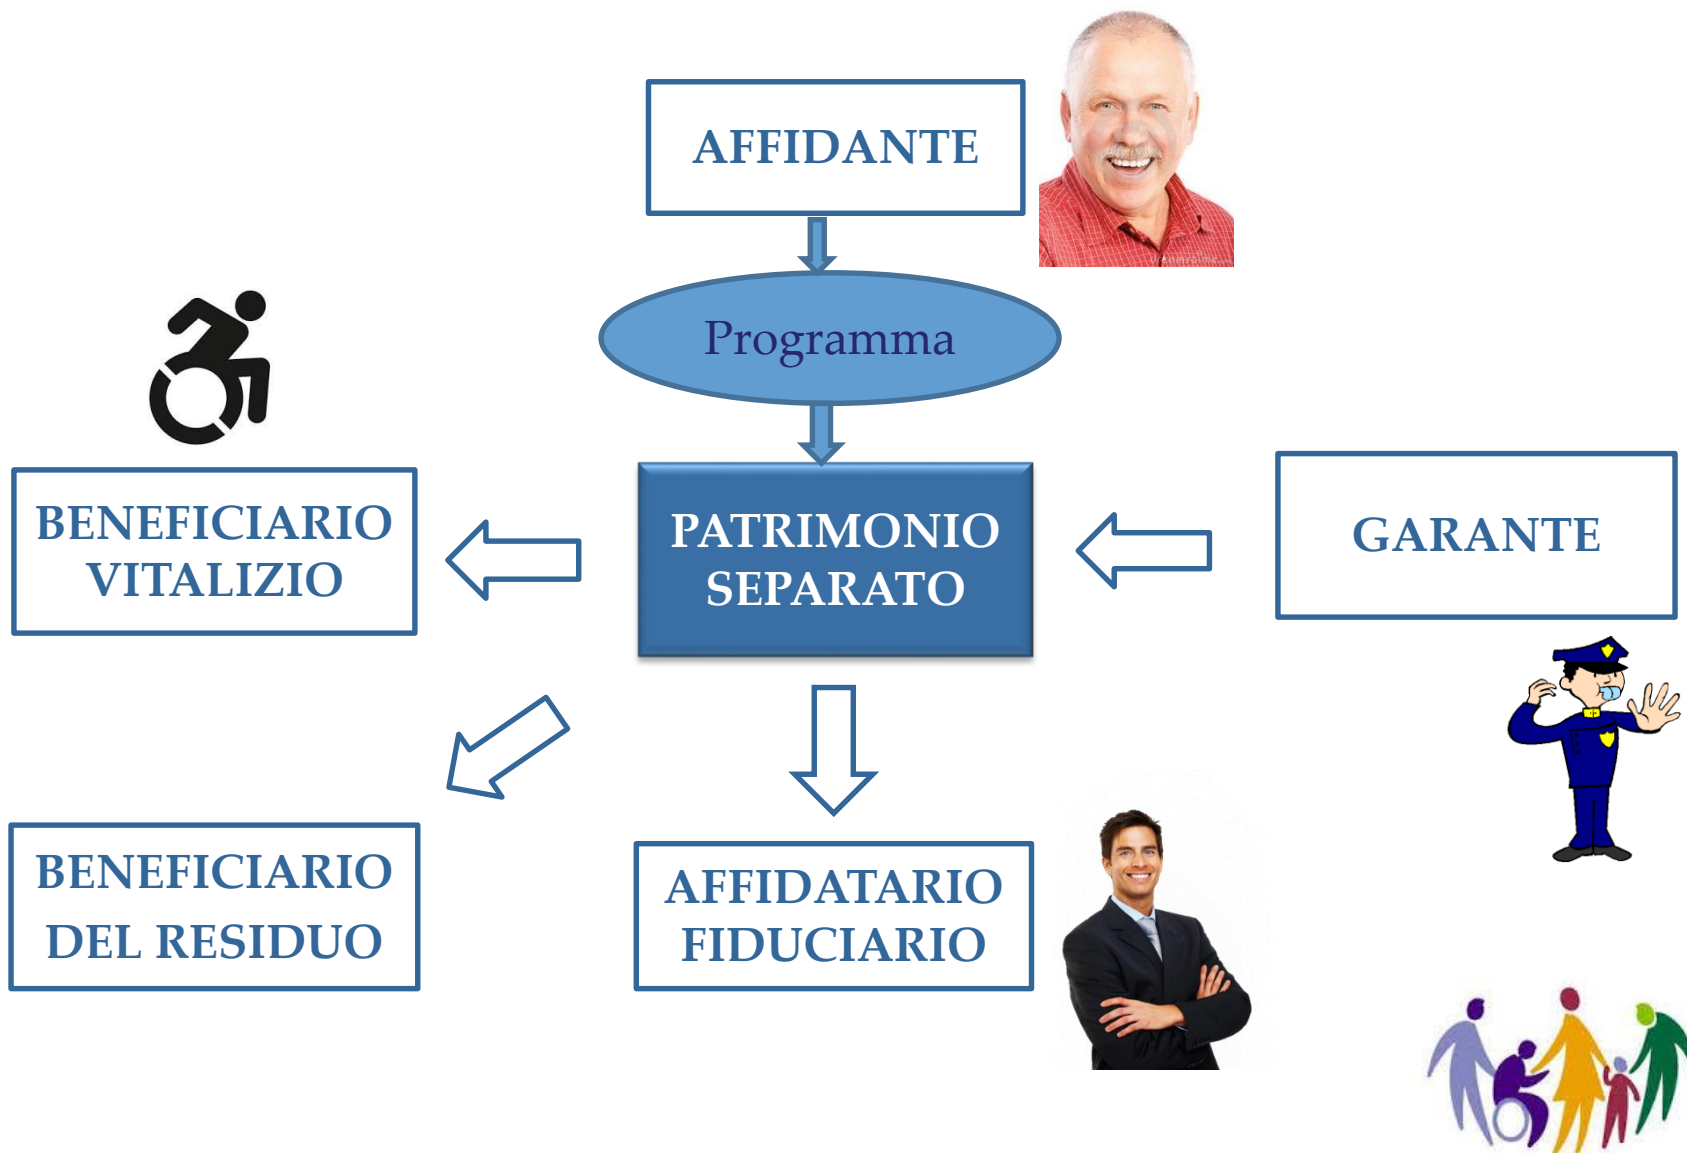 AFFIDANTE
Programma
BENEFICIARIO
VITALIZIO
PATRIMONIO
SEPARATO
GARANTE
BENEFICIARIO
DEL RESIDUO
AFFIDATARIO
FIDUCIARIO